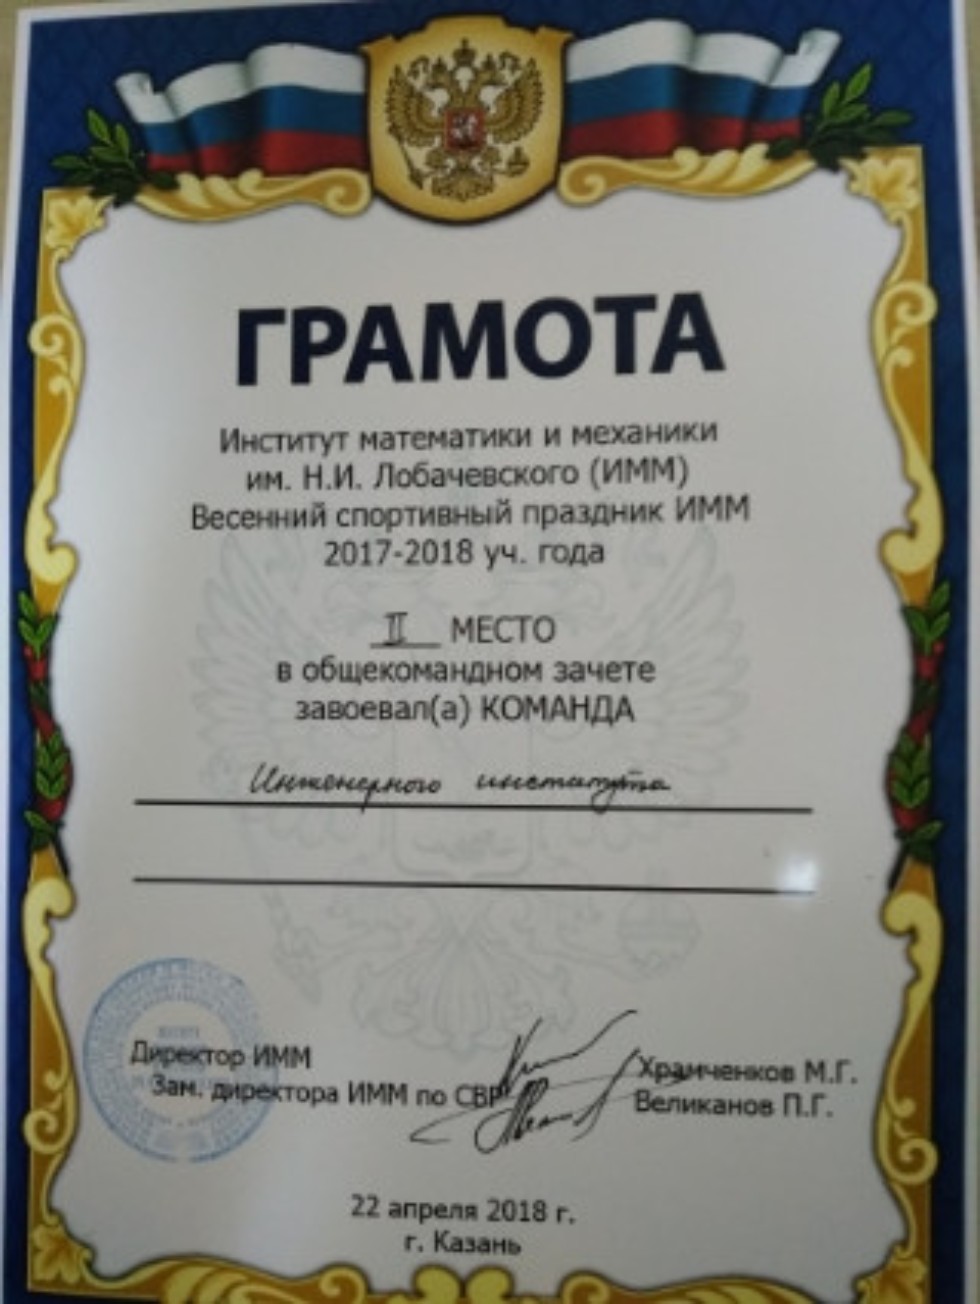 ГРАМОТА
Институт математики и механики
им. Н.И. Лобачевского (ИММ)
Весенний спортивный праздник ИММ
2017-2018 уч. года
II МЕСТО
в общекомандном зачете
завоевал(а) КОМАНДА
Инженерного института
Директор ИММ Храмченков М.Г.
Зам. директора ИММ по СВР Великанов П.Г.
22 апреля 2018 г.
г. Казань